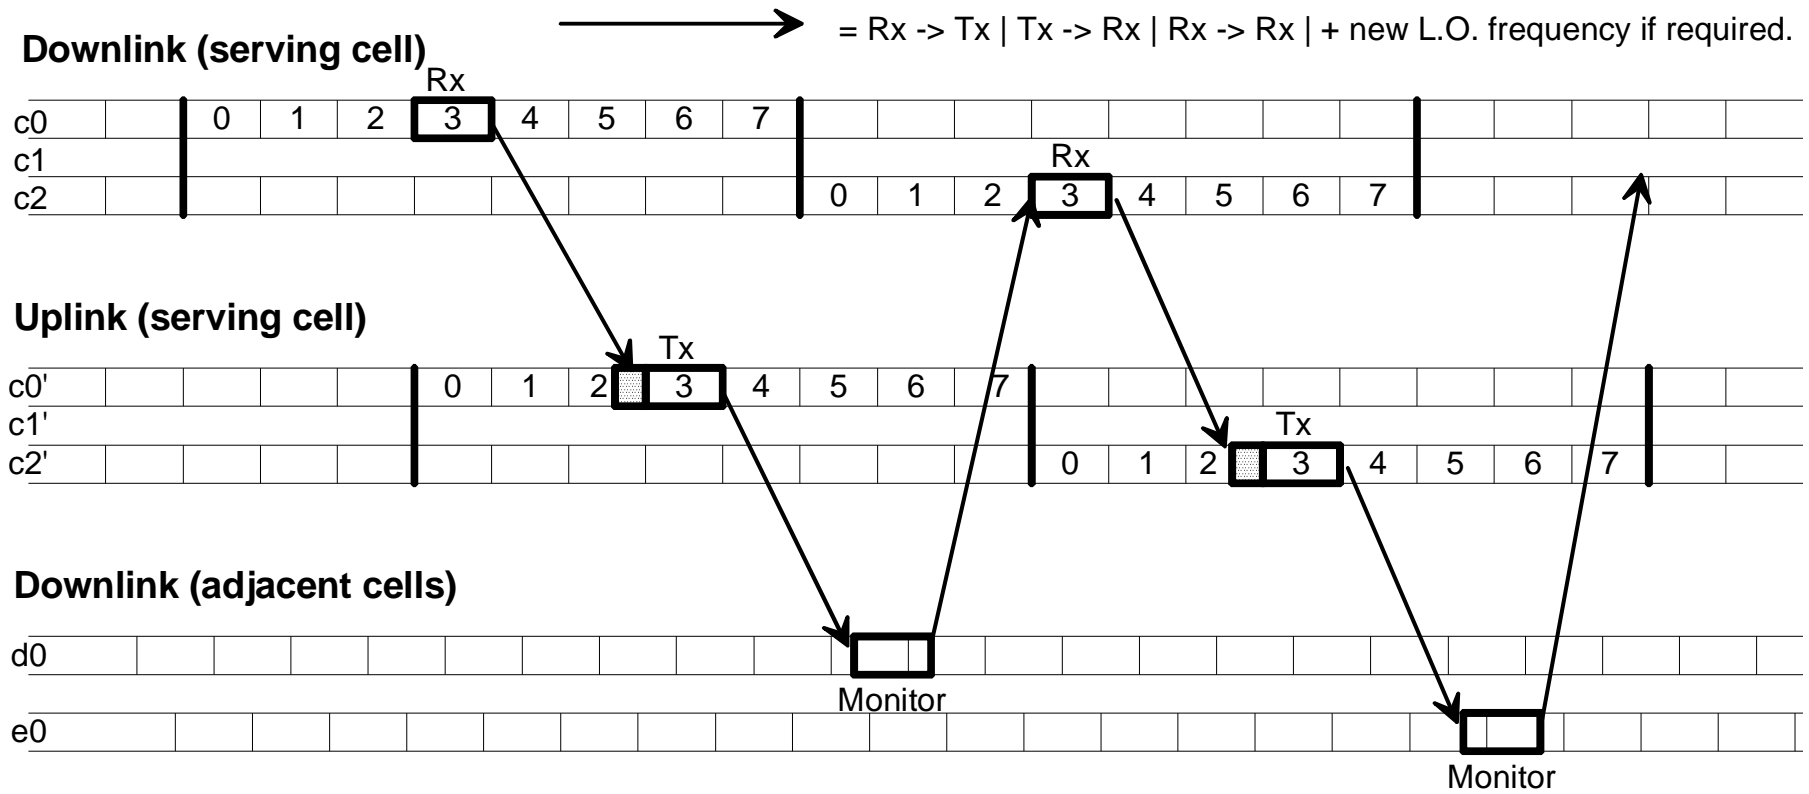 = Rx -> Tx | Tx -> Rx | Rx -> Rx | + new L.O. frequency if required.
Downlink (serving cell)
Rx
c0 0 1 2 3 4 5 6 7
c1 Rx
c2 0 1 2 3 4 5 6 7
Uplink (serving cell)
Tx
c0' 0 1 2 3 4 5 6 7
c1' Tx
c2' 0 1 2 3 4 5 6 7
Downlink (adjacent cells)
d0
Monitor
e0
Monitor